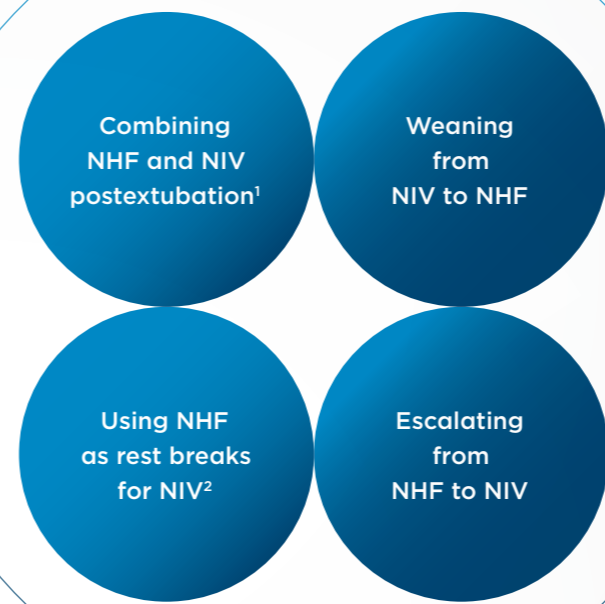 Combining
NHF and NIV
postextubation¹
Weaning
from
NIV to NHF
Using NHF
as rest breaks
for NIV²
Escalating
from
NHF to NIV